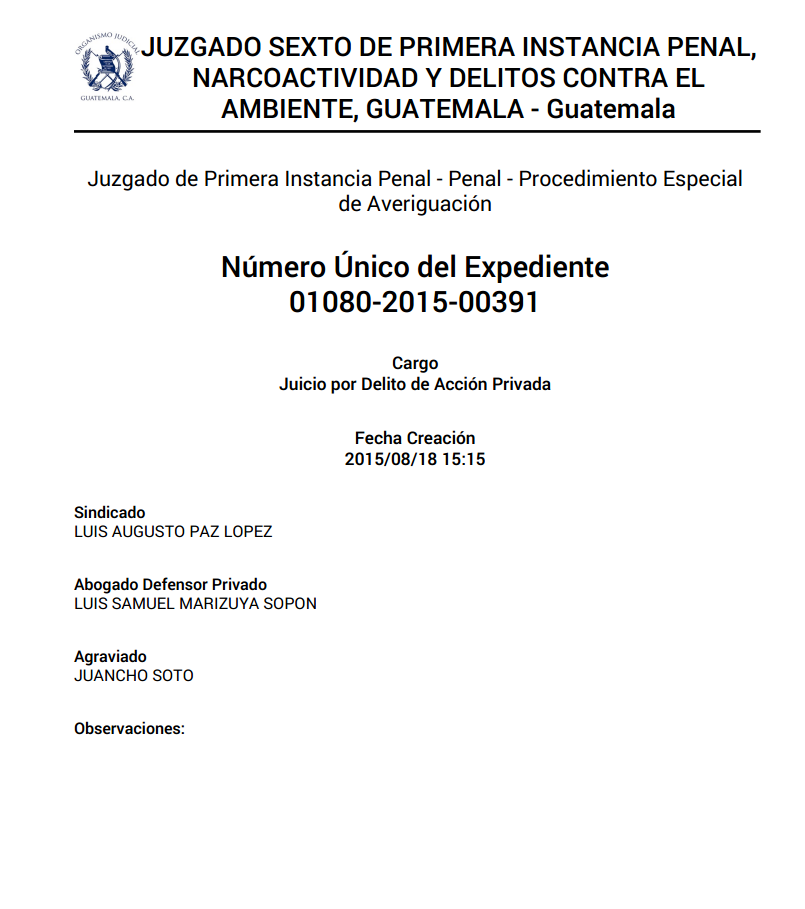 ORGANISMO JUDICIAL
GUATEMALA, C.A.
JUZGADO SEXTO DE PRIMERA INSTANCIA PENAL,
NARCOACTIVIDAD Y DELITOS CONTRA EL
AMBIENTE, GUATEMALA - Guatemala
Juzgado de Primera Instancia Penal - Penal - Procedimiento Especial
de Averiguación
Número Único del Expediente
01080-2015-00391
Cargo
Juicio por Delito de Acción Privada
Fecha Creación
2015/08/18 15:15
Sindicado
LUIS AUGUSTO PAZ LOPEZ
Abogado Defensor Privado
LUIS SAMUEL MARIZUYA SOPON
Agraviado
JUANCHO SOTO
Observaciones: